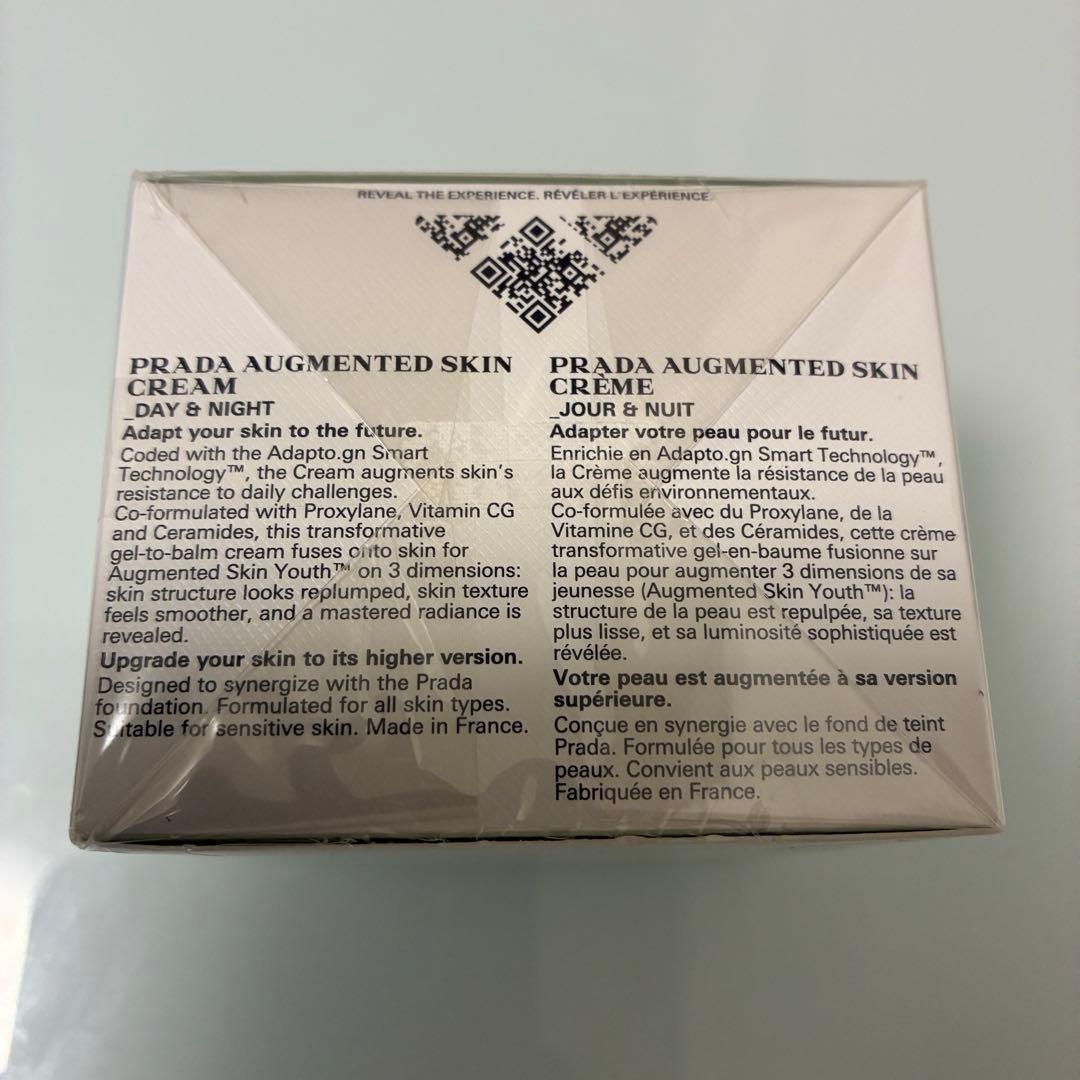 REVEAL THE EXPERIENCE. RÉVÉLER L'EXPÉRIENCE.
PRADA AUGMENTED SKIN
CREAM
_DAY & NIGHT
Adapt your skin to the future.
Coded with the Adapto.gn Smart
Technology™, the Cream augments skin's
resistance to daily challenges.
Co-formulated with Proxylane, Vitamin CG
and Ceramides, this transformative
gel-to-balm cream fuses onto skin for
Augmented Skin Youth™ on 3 dimensions:
skin structure looks replumped, skin texture
feels smoother, and a mastered radiance is
revealed.
Upgrade your skin to its higher version.
Designed to synergize with the Prada
foundation. Formulated for all skin types.
Suitable for sensitive skin. Made in France.
PRADA AUGMENTED SKIN
CRÈME
_JOUR & NUIT
Adapter votre peau pour le futur.
Enrichie en Adapto.gn Smart Technology™,
la Crème augmente la résistance de la peau
aux défis environnementaux.
Co-formulée avec du Proxylane, de la
Vitamine CG, et des Céramides, cette crème
transformative gel-en-baume fusionne sur
la peau pour augmenter 3 dimensions de sa
jeunesse (Augmented Skin Youth™): la
structure de la peau est repulpée, sa texture
plus lisse, et sa luminosité sophistiquée est
révélée.
Votre peau est augmentée à sa version
supérieure.
Conçue en synergie avec le fond de teint
Prada. Formulée pour tous les types de
peaux. Convient aux peaux sensibles.
Fabriquée en France.